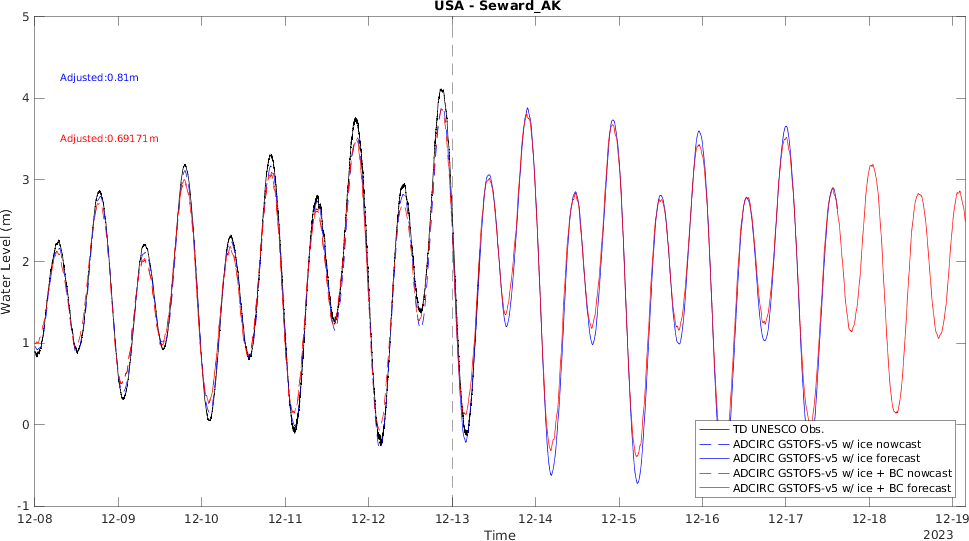 USA - Seward_AK
5
4
3
2
1
0
-1
Water Level (m)
Adjusted:0.81m
Adjusted:0.69171m
TD UNESCO Obs.
ADCIRC GSTOFS-v5 w/ ice nowcast
ADCIRC GSTOFS-v5 w/ ice forecast
ADCIRC GSTOFS-v5 w/ ice + BC nowcast
ADCIRC GSTOFS-v5 w/ ice + BC forecast
12-08 12-09 12-10 12-11 12-12 12-13 12-14 12-15 12-16 12-17 12-18 12-19
Time
2023